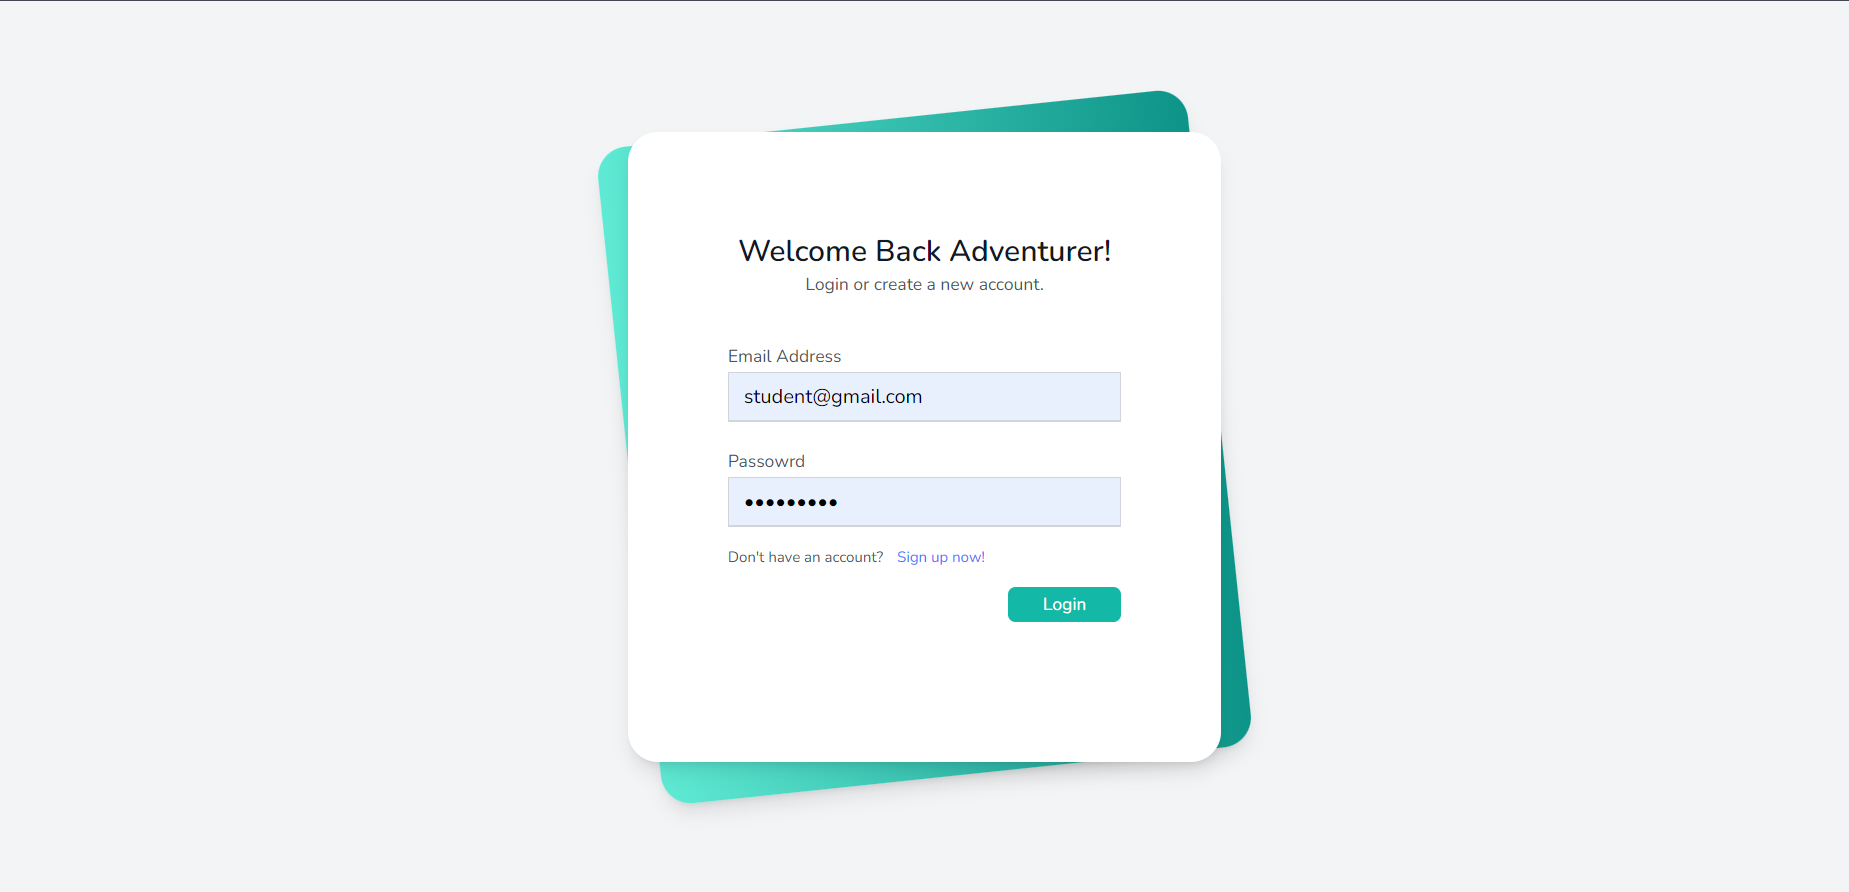 Welcome Back Adventurer!
Login or create a new account.
Email Address
student@gmail.com
Passowrd
•••••••••
Don't have an account? Sign up now!
Login